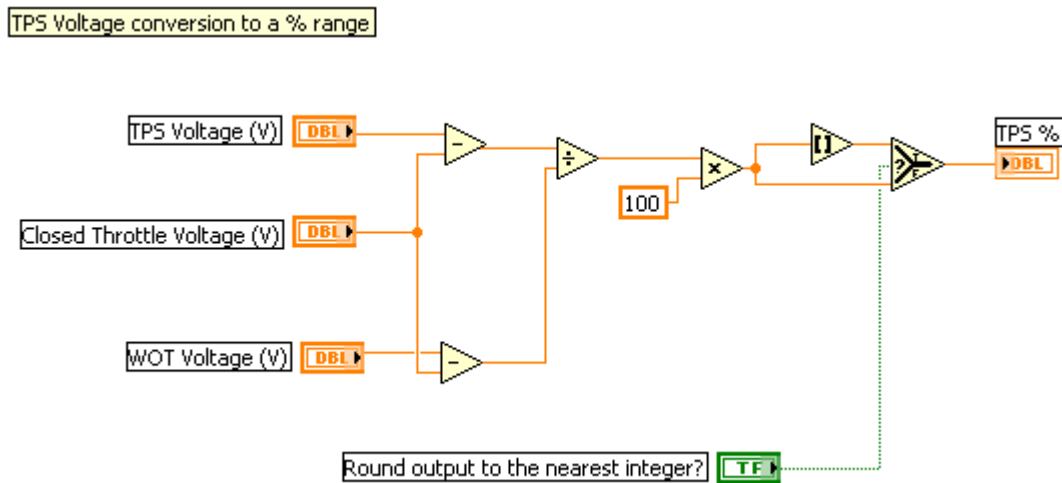 TPS Voltage conversion to a % range
TPS Voltage (V)
DBL
-
÷
×
100
[]
?
T
F
TPS %
DBL
Closed Throttle Voltage (V)
DBL
WOT Voltage (V)
DBL
-
Round output to the nearest integer?
TF